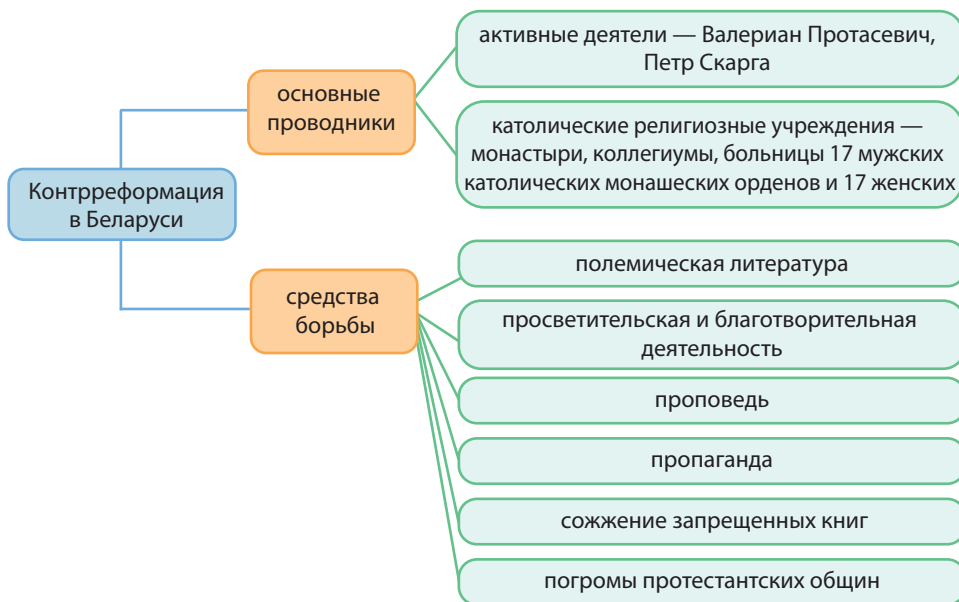 Контрреформация
в Беларуси
основные
проводники
активные деятели — Валериан Протасевич,
Петр Скарга
католические религиозные учреждения —
монастыри, коллегиумы, больницы 17 мужских
католических монашеских орденов и 17 женских
средства
борьбы
полемическая литература
просветительская и благотворительная
деятельность
проповедь
пропаганда
сожжение запрещенных книг
погромы протестантских общин